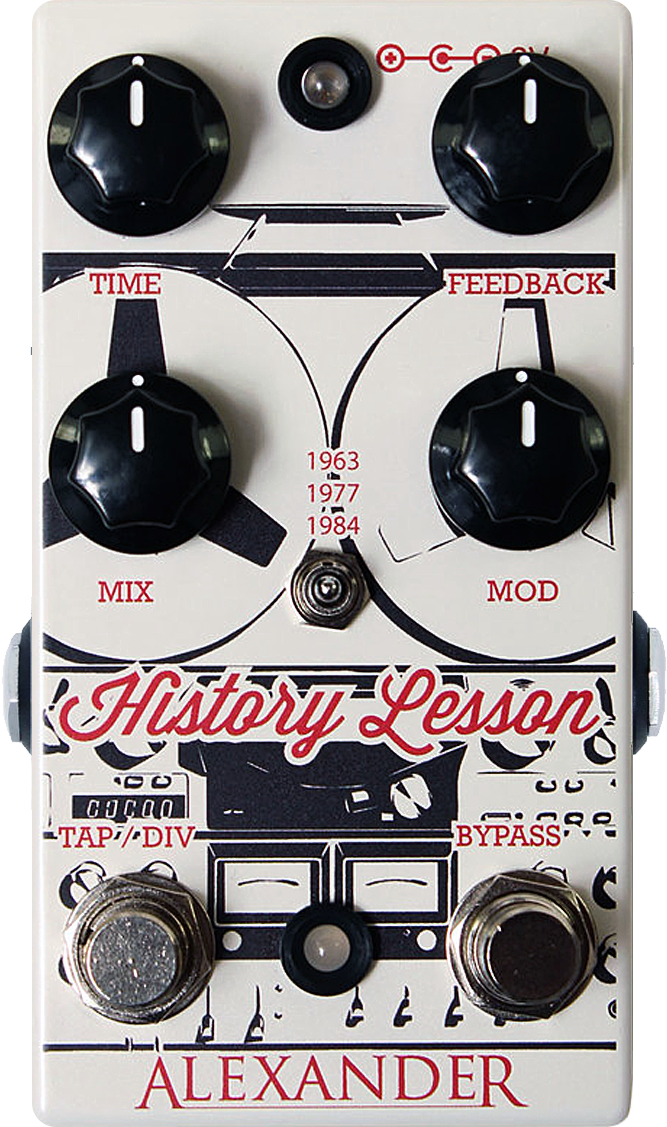 9V
TIME FEEDBACK
1963
1977
1984
MIX MOD
History Lesson
TAP / DIV BYPASS
ALEXANDER